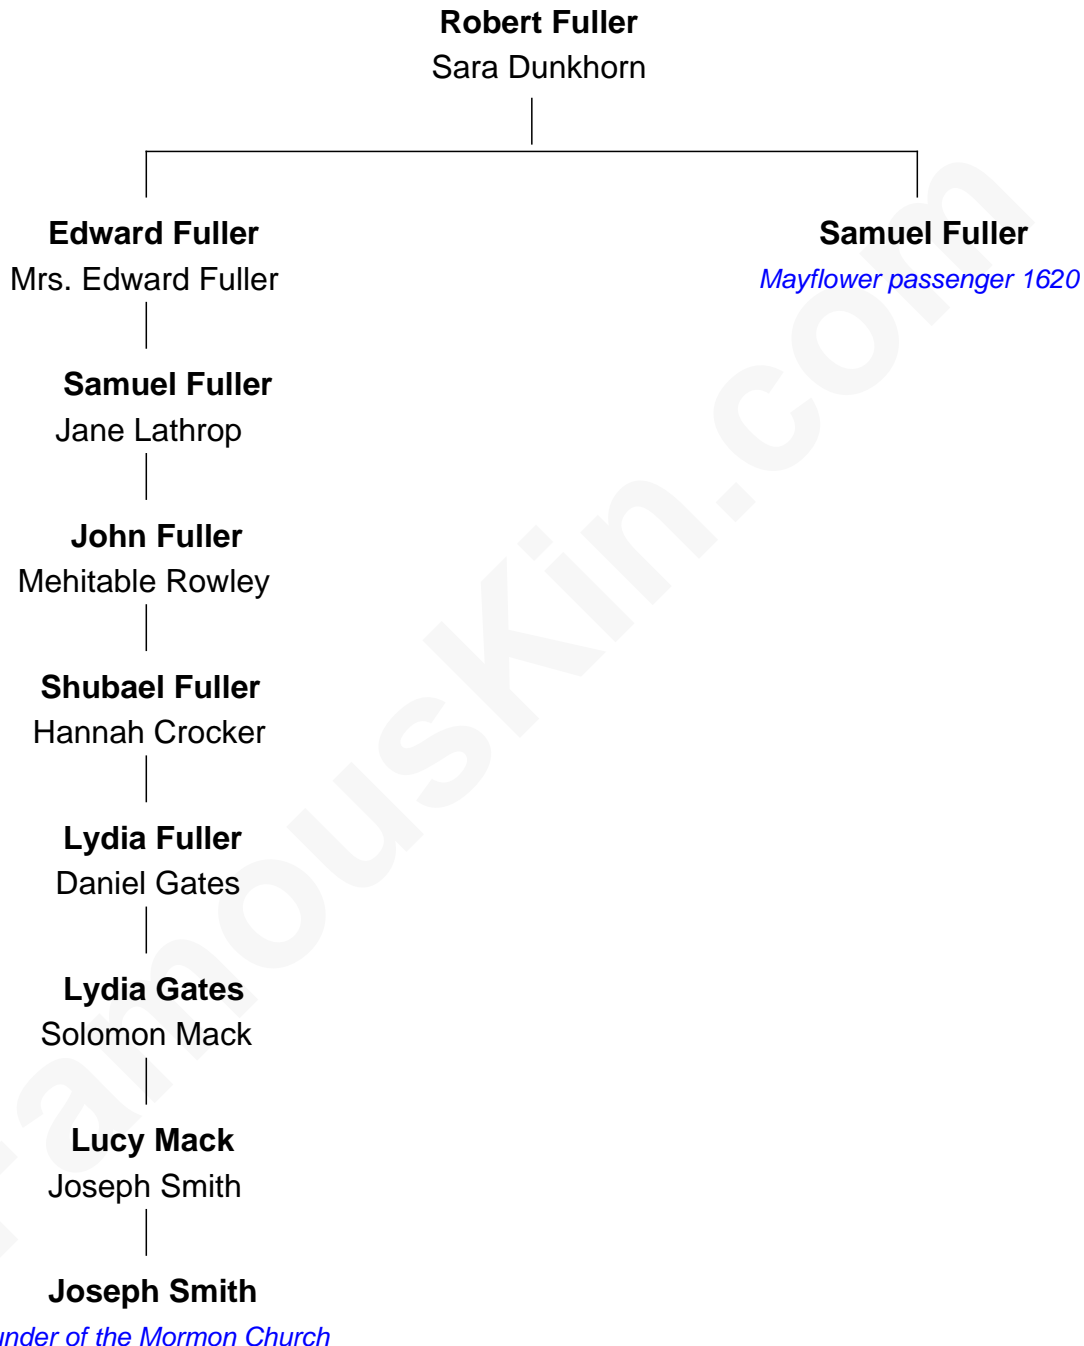 Robert Fuller
Sara Dunkhorn
Edward Fuller
Mrs. Edward Fuller
Samuel Fuller
Mayflower passenger 1620
Samuel Fuller
Jane Lathrop
John Fuller
Mehitable Rowley
Shubael Fuller
Hannah Crocker
Lydia Fuller
Daniel Gates
Lydia Gates
Solomon Mack
Lucy Mack
Joseph Smith
Joseph Smith
under of the Mormon Church
FamousKin.com